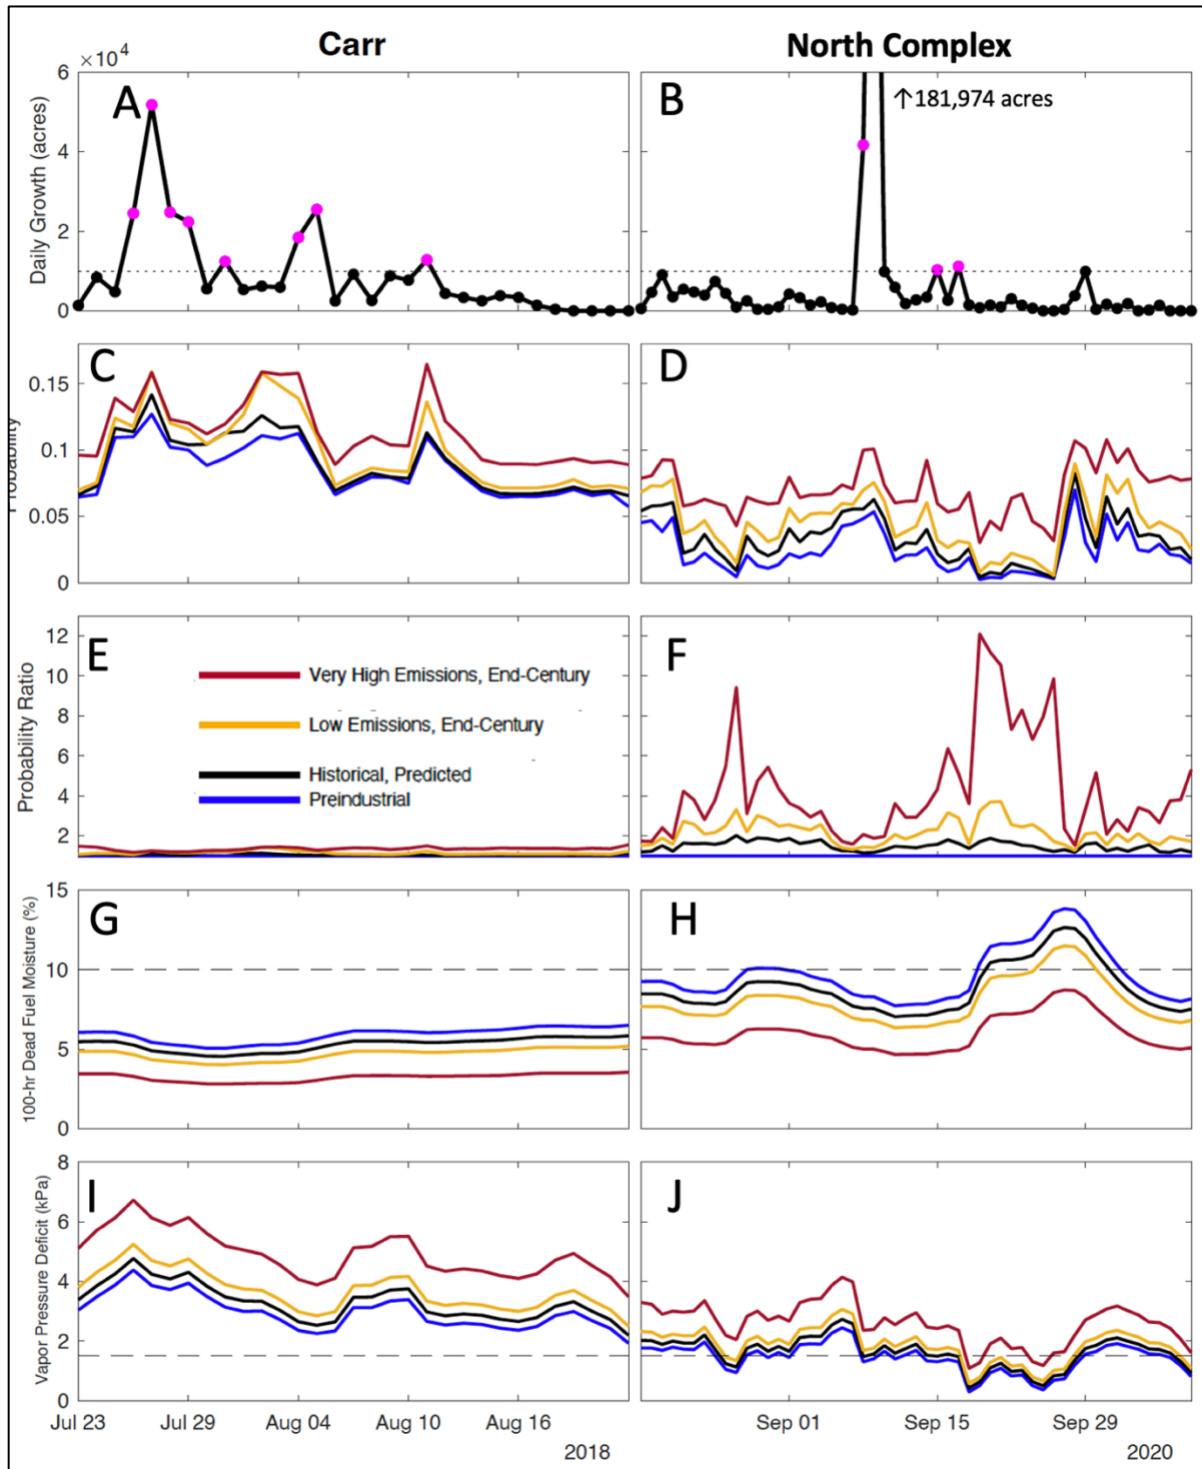 Carr
North Complex
×10⁴
6
4
2
0
Daily Growth (acres)
A
B
↑181,974 acres
0.15
0.1
0.05
0
Probability
C
D
12
10
8
6
4
2
Probability Ratio
E
Very High Emissions, End-Century
Low Emissions, End-Century
Historical, Predicted
Preindustrial
F
15
10
5
0
100-hr Dead Fuel Moisture (%)
G
H
8
6
4
2
0
Vapor Pressure Deficit (kPa)
I
J
Jul 23 Jul 29 Aug 04 Aug 10 Aug 16
2018
Sep 01 Sep 15 Sep 29
2020